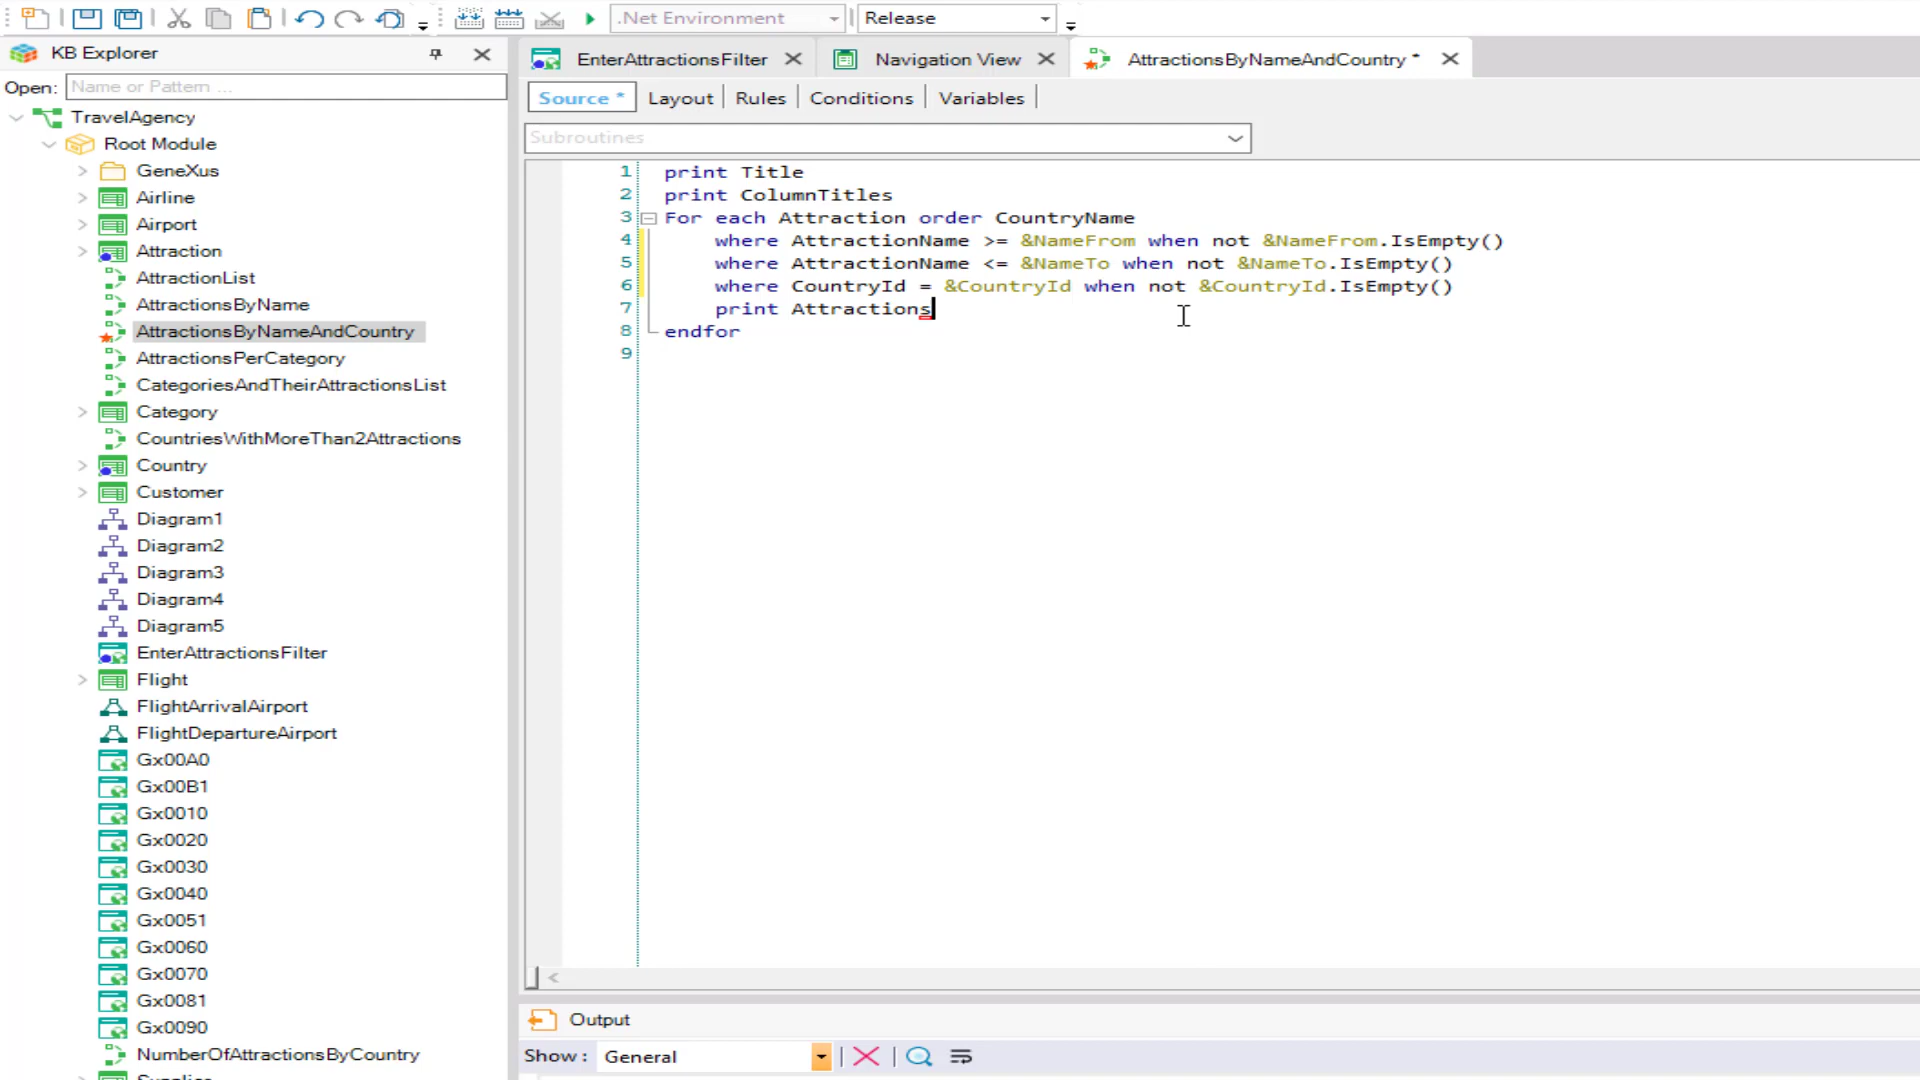 .Net Environment
Release
KB Explorer
Open:
Name or Pattern ...
TravelAgency
Root Module
GeneXus
Airline
Airport
Attraction
AttractionList
AttractionsByName
AttractionsByNameAndCountry
AttractionsPerCategory
CategoriesAndTheirAttractionsList
Category
CountriesWithMoreThan2Attractions
Country
Customer
Diagram1
Diagram2
Diagram3
Diagram4
Diagram5
EnterAttractionsFilter
Flight
FlightArrivalAirport
FlightDepartureAirport
Gx00A0
Gx00B1
Gx0010
Gx0020
Gx0030
Gx0040
Gx0051
Gx0060
Gx0070
Gx0081
Gx0090
NumberOfAttractionsByCountry
EnterAttractionsFilter
Navigation View
AttractionsByNameAndCountry *
Source *
Layout
Rules
Conditions
Variables
Subroutines
1 print Title
2 print ColumnTitles
3 For each Attraction order CountryName
4 where AttractionName >= &NameFrom when not &NameFrom.IsEmpty()
5 where AttractionName <= &NameTo when not &NameTo.IsEmpty()
6 where CountryId = &CountryId when not &CountryId.IsEmpty()
7 print Attractions
8 endfor
9
Output
Show :
General